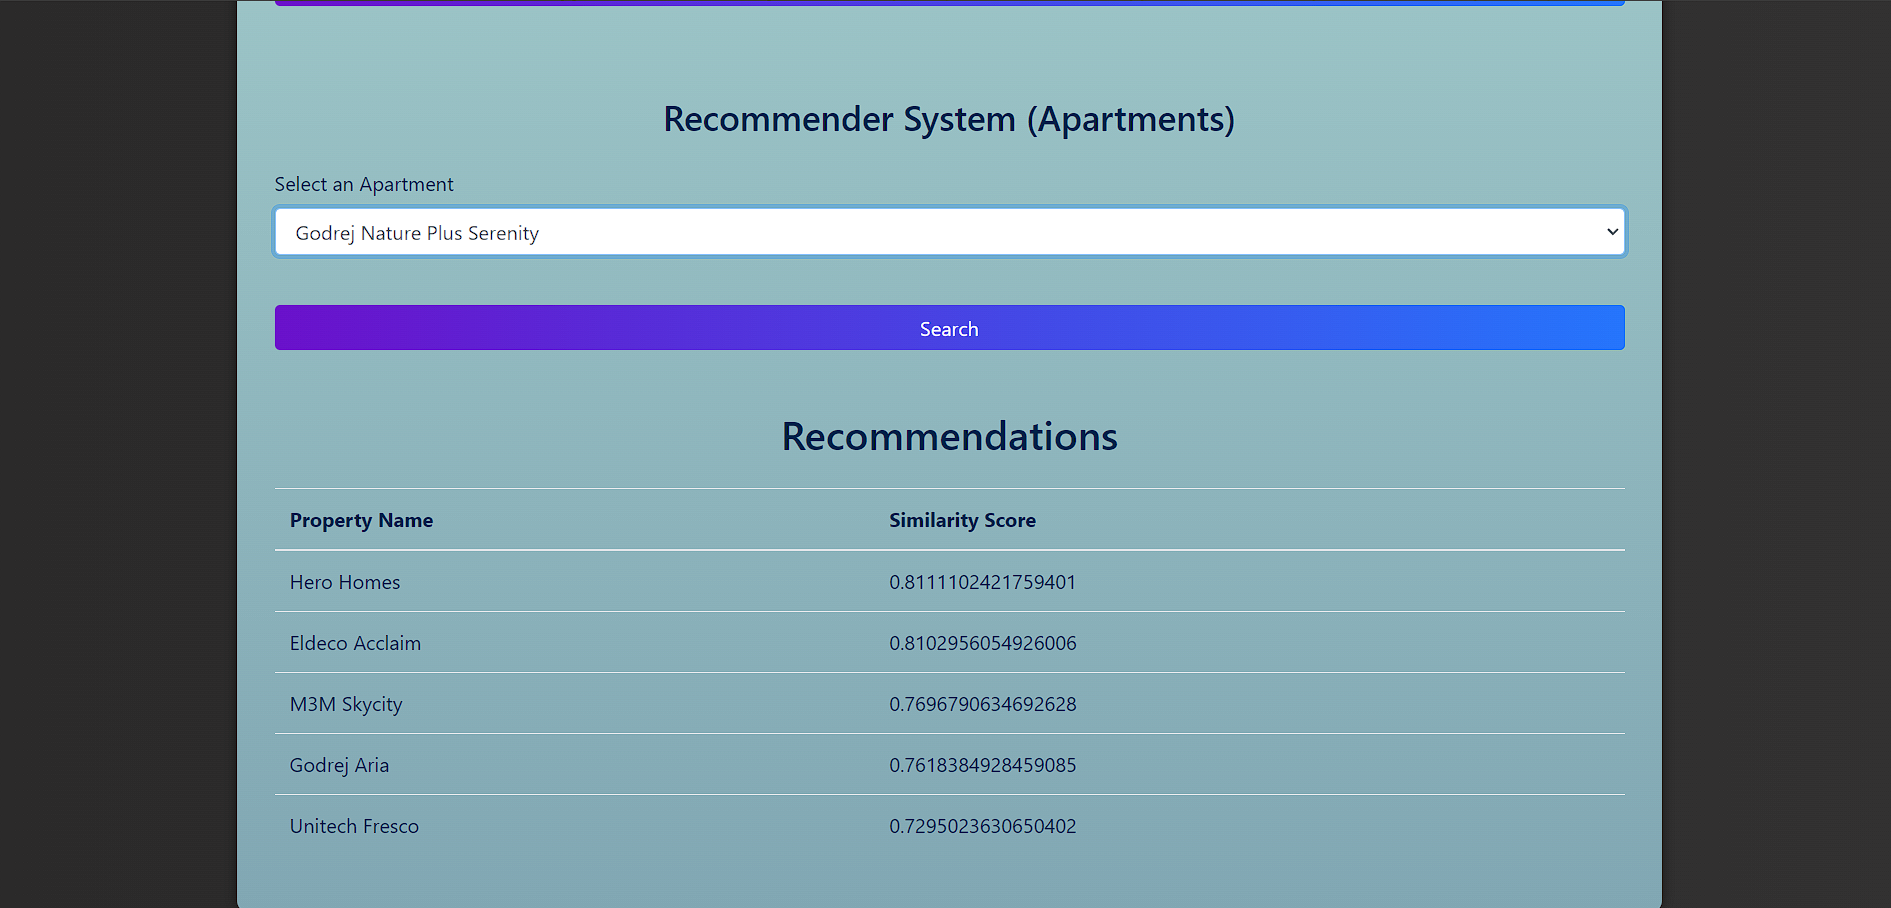 Recommender System (Apartments)
Select an Apartment
Godrej Nature Plus Serenity
Search
Recommendations
Property Name Similarity Score
Hero Homes 0.8111102421759401
Eldeco Acclaim 0.8102956054926006
M3M Skycity 0.7696790634692628
Godrej Aria 0.7618384928459085
Unitech Fresco 0.7295023630650402